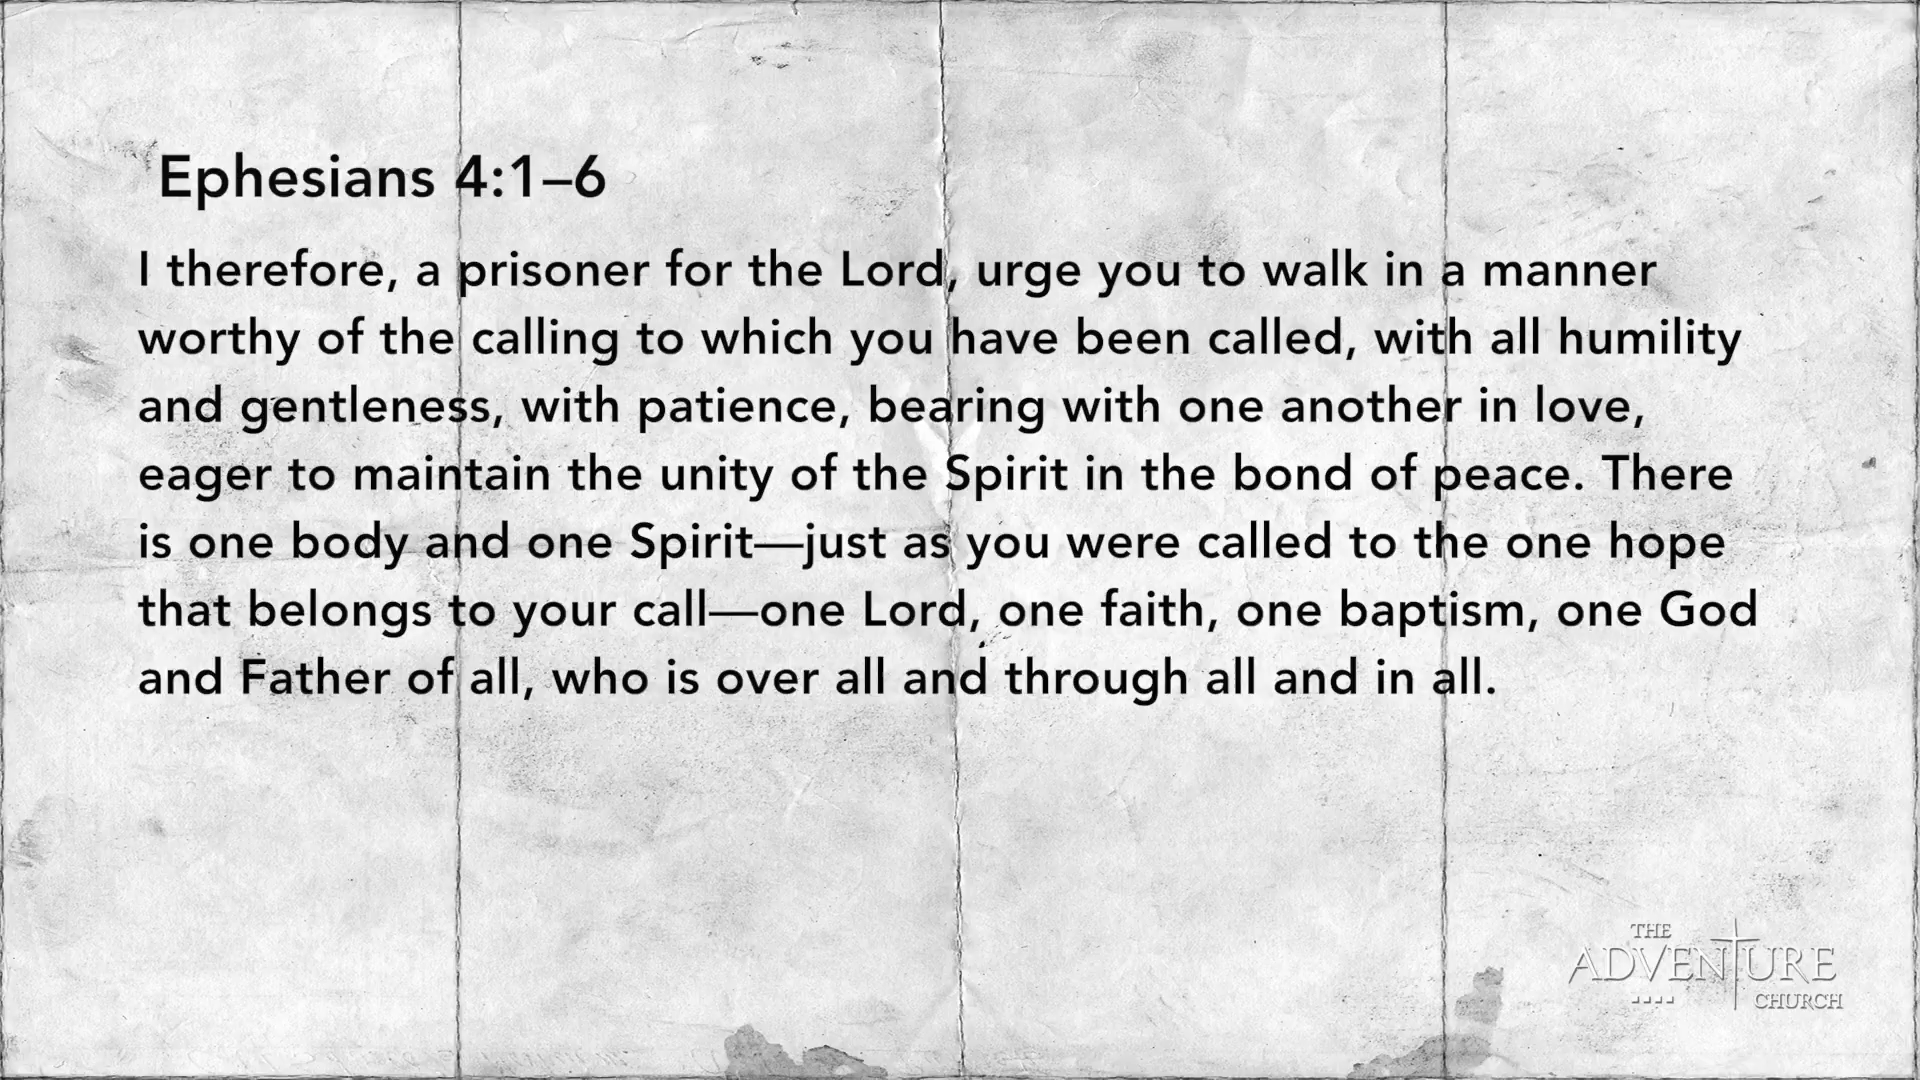 Ephesians 4:1–6
I therefore, a prisoner for the Lord, urge you to walk in a manner
worthy of the calling to which you have been called, with all humility
and gentleness, with patience, bearing with one another in love,
eager to maintain the unity of the Spirit in the bond of peace. There
is one body and one Spirit—just as you were called to the one hope
that belongs to your call—one Lord, one faith, one baptism, one God
and Father of all, who is over all and through all and in all.
THE
ADVENTURE
CHURCH